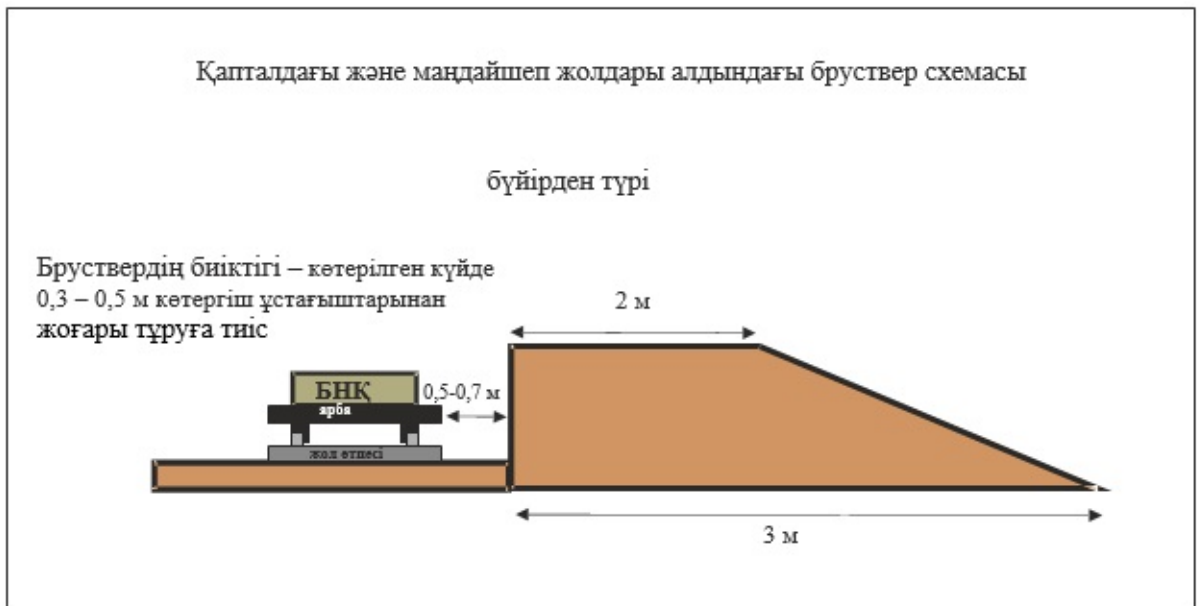 Қапталдағы және маңдайшеп жолдары алдындағы бруствер схемасы
бүйірден түрі
Бруствердің биіктігі – көтерілген күйде
0,3 – 0,5 м көтергіш ұстағыштарынан
жоғары тұруға тиіс
2 м
БНҚ
0,5-0,7 м
арба
жол өтпесі
3 м